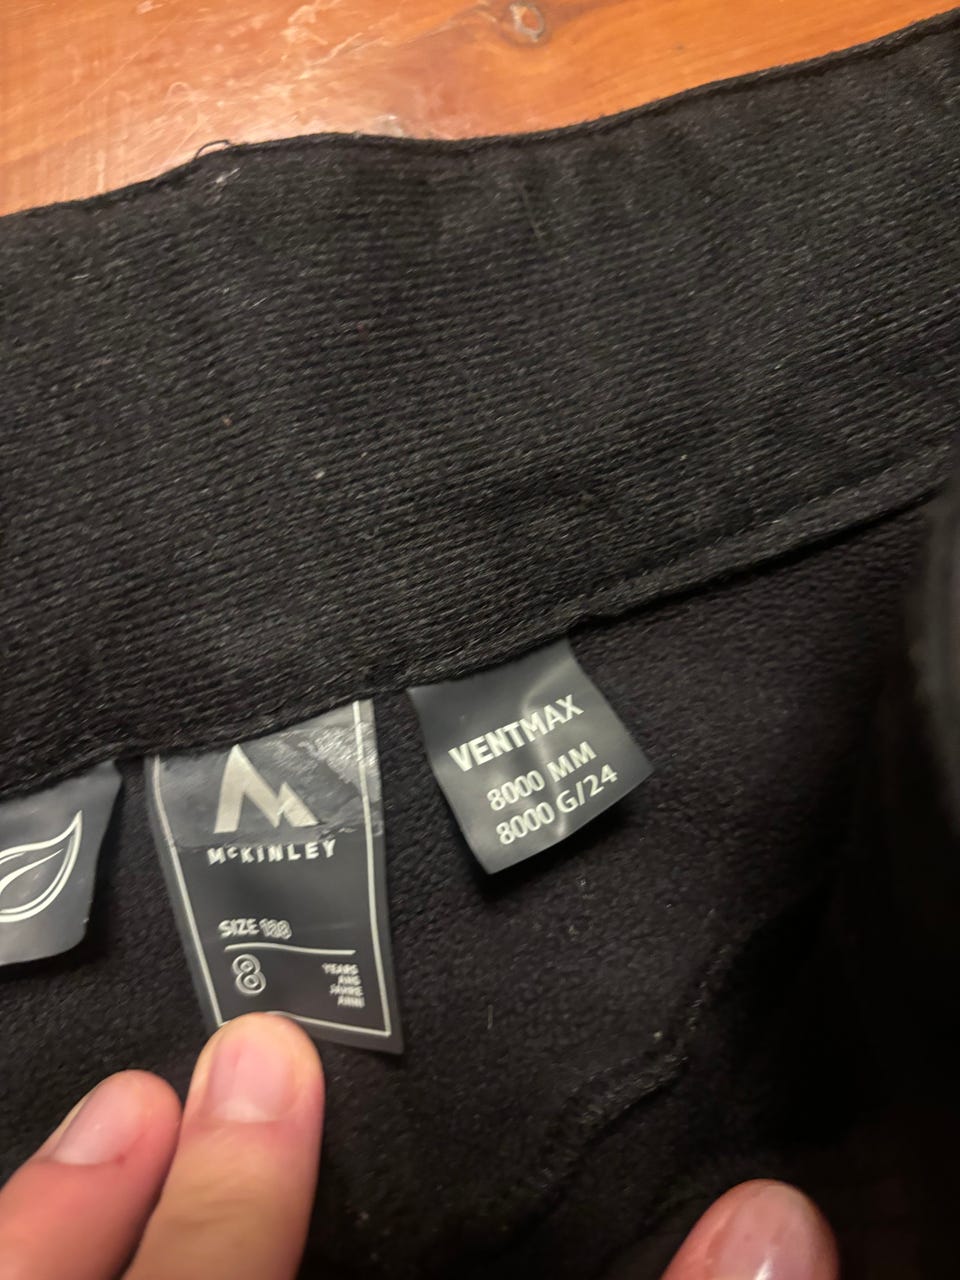 McKINLEY
SIZE 128
8
YEARS
ANS
JAHRE
ANNI
VENTMAX
8000 MM
8000 G/24